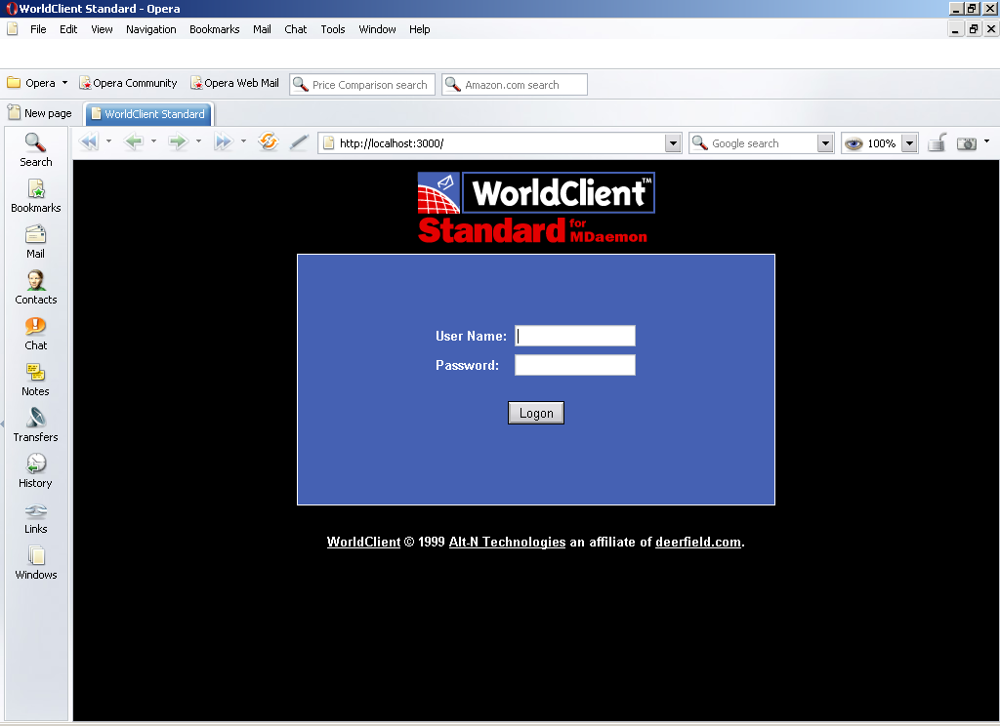 WorldClient Standard - Opera
File Edit View Navigation Bookmarks Mail Chat Tools Window Help
Opera Opera Community Opera Web Mail Price Comparison search Amazon.com search
New page WorldClient Standard
http://localhost:3000/ Google search 100%
Search
Bookmarks
Mail
Contacts
Chat
Notes
Transfers
History
Links
Windows
WorldClient™
Standard for MDaemon
User Name:
Password:
Logon
WorldClient © 1999 Alt-N Technologies an affiliate of deerfield.com.